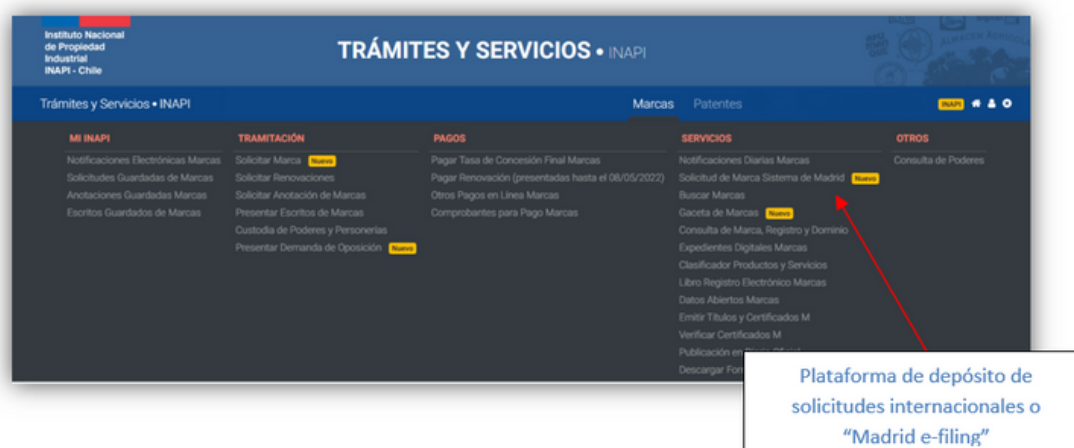 Instituto Nacional
de Propiedad
Industrial
INAPI - Chile
TRÁMITES Y SERVICIOS • INAPI
Trámites y Servicios • INAPI
Marcas
Patentes
INAPI
MI INAPI
Notificaciones Electrónicas Marcas
Solicitudes Guardadas de Marcas
Anotaciones Guardadas Marcas
Escritos Guardados de Marcas
TRAMITACIÓN
Solicitar Marca Nuevo
Solicitar Renovaciones
Solicitar Anotación de Marcas
Presentar Escritos de Marcas
Custodia de Poderes y Personerías
Presentar Demanda de Oposición Nuevo
PAGOS
Pagar Tasa de Concesión Final Marcas
Pagar Renovación (presentadas hasta el 08/05/2022)
Otros Pagos en Linea Marcas
Comprobantes para Pago Marcas
SERVICIOS
Notificaciones Diarias Marcas
Solicitud de Marca Sistema de Madrid Nuevo
Buscar Marcas
Gaceta de Marcas Nuevo
Consulta de Marca, Registro y Dominio
Expedientes Digitales Marcas
Clasificador Productos y Servicios
Libro Registro Electrónico Marcas
Datos Abiertos Marcas
Emitir Títulos y Certificados M
Verificar Certificados M
Publicación en
Descargar
OTROS
Consulta de Poderes
Plataforma de depósito de
solicitudes internacionales o
“Madrid e-filing”